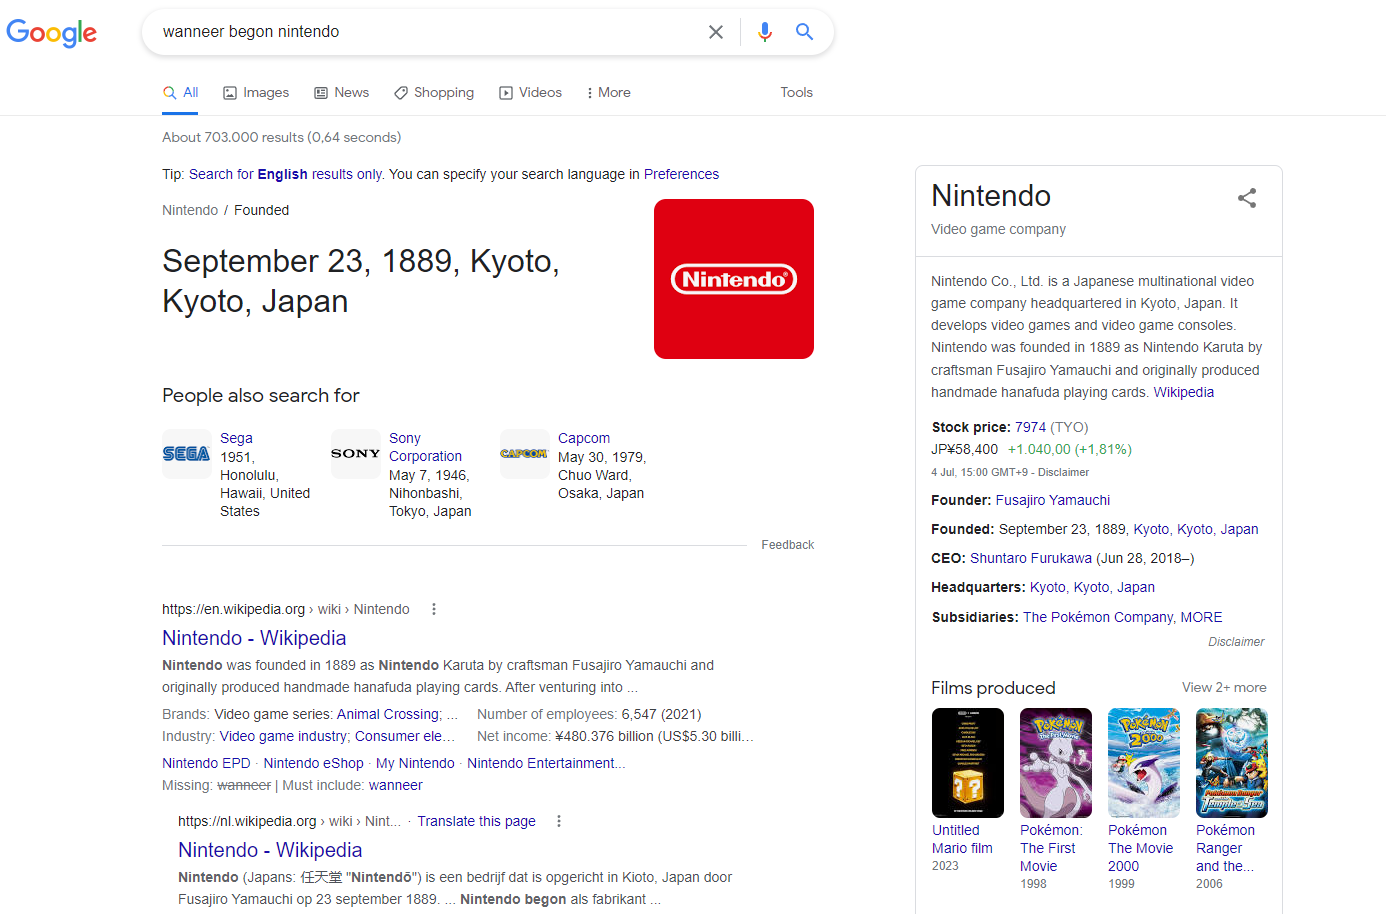 Google
wanneer begon nintendo
All Images News Shopping Videos More Tools
About 703.000 results (0,64 seconds)
Tip: Search for English results only. You can specify your search language in Preferences
Nintendo / Founded
September 23, 1889, Kyoto,
Kyoto, Japan
Nintendo®
People also search for
SEGA
Sega
1951,
Honolulu,
Hawaii, United
States
SONY
Sony
Corporation
May 7, 1946,
Nihonbashi,
Tokyo, Japan
CAPCOM
Capcom
May 30, 1979,
Chuo Ward,
Osaka, Japan
Feedback
https://en.wikipedia.org › wiki › Nintendo
Nintendo - Wikipedia
Nintendo was founded in 1889 as Nintendo Karuta by craftsman Fusajiro Yamauchi and
originally produced handmade hanafuda playing cards. After venturing into ...
Brands: Video game series: Animal Crossing; ... Number of employees: 6,547 (2021)
Industry: Video game industry; Consumer ele... Net income: ¥480.376 billion (US$5.30 billi...
Nintendo EPD · Nintendo eShop · My Nintendo · Nintendo Entertainment...
Missing: wanneer | Must include: wanneer
https://nl.wikipedia.org › wiki › Nint... · Translate this page
Nintendo - Wikipedia
Nintendo (Japans: 任天堂 "Nintendō") is een bedrijf dat is opgericht in Kioto, Japan door
Fusajiro Yamauchi op 23 september 1889. ... Nintendo begon als fabrikant ...
Nintendo
Video game company
Nintendo Co., Ltd. is a Japanese multinational video
game company headquartered in Kyoto, Japan. It
develops video games and video game consoles.
Nintendo was founded in 1889 as Nintendo Karuta by
craftsman Fusajiro Yamauchi and originally produced
handmade hanafuda playing cards. Wikipedia
Stock price: 7974 (TYO)
JP¥58,400 +1.040,00 (+1,81%)
4 Jul, 15:00 GMT+9 - Disclaimer
Founder: Fusajiro Yamauchi
Founded: September 23, 1889, Kyoto, Kyoto, Japan
CEO: Shuntaro Furukawa (Jun 28, 2018–)
Headquarters: Kyoto, Kyoto, Japan
Subsidiaries: The Pokémon Company, MORE
Disclaimer
Films produced View 2+ more
Pokémon
The First Movie
Pokémon
2000
Pokémon Ranger
Temple of Sea
Untitled
Mario film
2023
Pokémon:
The First
Movie
1998
Pokémon
The Movie
2000
1999
Pokémon
Ranger
and the...
2006